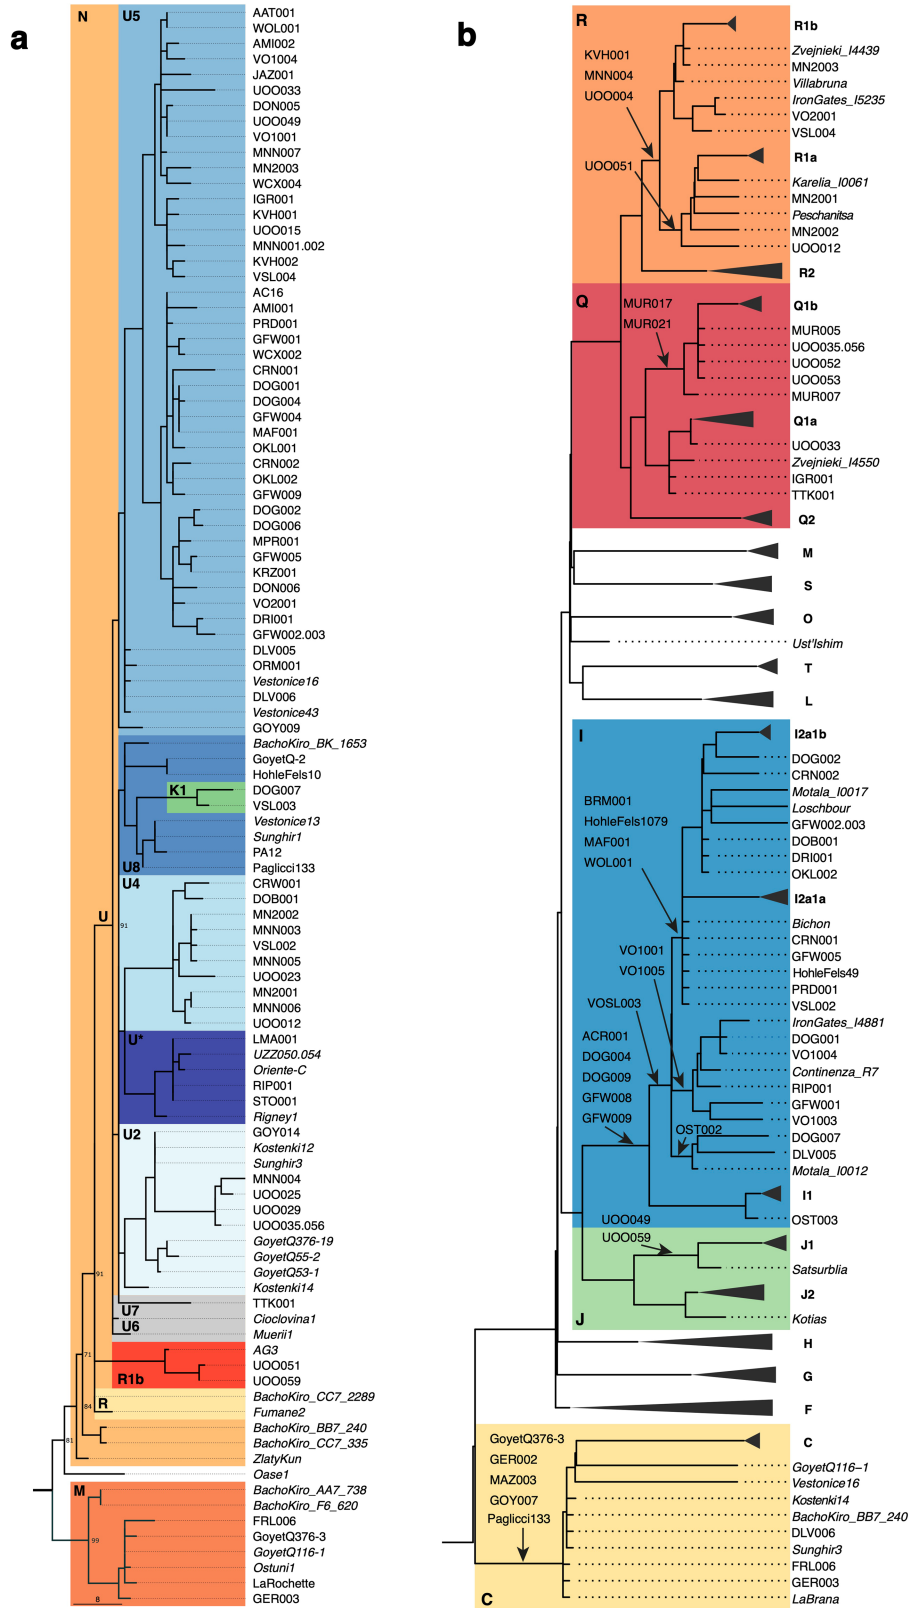 a
N
U5
AAT001
WOL001
AMI002
VO1004
JAZ001
UOO033
DON005
UOO049
VO1001
MNN007
MN2003
WCX004
IGR001
KVH001
UOO015
MNN001.002
KVH002
VSL004
AC16
AMI001
PRD001
GFW001
WCX002
CRN001
DOG001
DOG004
GFW004
MAF001
OKL001
CRN002
OKL002
GFW009
DOG002
DOG006
MPR001
GFW005
KRZ001
DON006
VO2001
DRI001
GFW002.003
DLV005
ORM001
Vestonice16
DLV006
Vestonice43
GOY009
BachoKiro_BK_1653
GoyetQ-2
HohleFels10
K1
DOG007
VSL003
Vestonice13
Sunghir1
PA12
U8
Paglicci133
U4
CRW001
DOB001
MN2002
U
91
MNN003
VSL002
MNN005
UOO023
MN2001
MNN006
UOO012
U*
LMA001
UZZ050.054
Oriente-C
RIP001
STO001
Rigney1
U2
GOY014
Kostenki12
Sunghir3
MNN004
UOO025
UOO029
UOO035.056
GoyetQ376-19
GoyetQ55-2
91
GoyetQ53-1
Kostenki14
TTK001
U7
Cioclovina1
U6
Muerii1
71
AG3
UOO051
R1b
UOO059
BachoKiro_CC7_2289
R
84
Fumane2
BachoKiro_BB7_240
81
BachoKiro_CC7_335
ZlatyKun
Oase1
M
BachoKiro_AA7_738
BachoKiro_F6_620
FRL006
99
GoyetQ376-3
GoyetQ116-1
Ostuni1
LaRochette
8
GER003
b
R
R1b
KVH001
MNN004
UOO004
Zvejnieki_I4439
MN2003
Villabruna
IronGates_I5235
VO2001
VSL004
UOO051
R1a
Karelia_I0061
MN2001
Peschanitsa
MN2002
UOO012
R2
Q
MUR017
MUR021
Q1b
MUR005
UOO035.056
UOO052
UOO053
MUR007
Q1a
UOO033
Zvejnieki_I4550
IGR001
TTK001
Q2
M
S
O
Ust'Ishim
T
L
I
I2a1b
DOG002
CRN002
BRM001
HohleFels1079
MAF001
WOL001
Motala_I0017
Loschbour
GFW002.003
DOB001
DRI001
OKL002
I2a1a
Bichon
CRN001
VO1001
VO1005
GFW005
HohleFels49
PRD001
VOSL003
VSL002
IronGates_I4881
ACR001
DOG004
DOG009
GFW008
GFW009
DOG001
VO1004
Continenza_R7
RIP001
GFW001
VO1003
OST002
DOG007
DLV005
Motala_I0012
I1
UOO049
OST003
UOO059
J1
Satsurblia
J2
J
Kotias
H
G
F
GoyetQ376-3
GER002
MAZ003
GOY007
Paglicci133
C
GoyetQ116–1
Vestonice16
Kostenki14
BachoKiro_BB7_240
DLV006
Sunghir3
FRL006
GER003
C
LaBrana